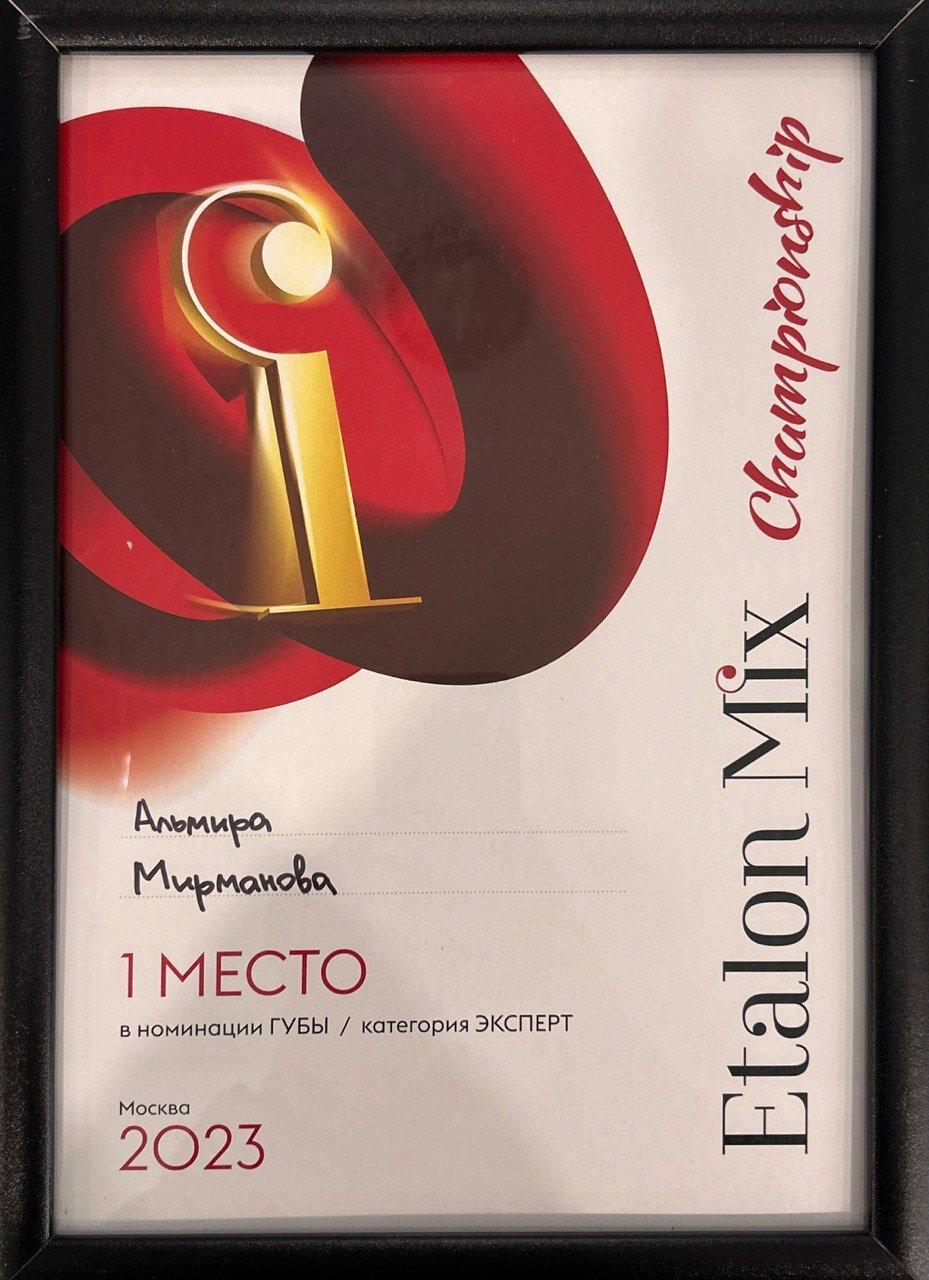 Etalon Mix Championship
Альмира
Мирманова
1 МЕСТО
в номинации ГУБЫ / категория ЭКСПЕРТ
Москва
2023